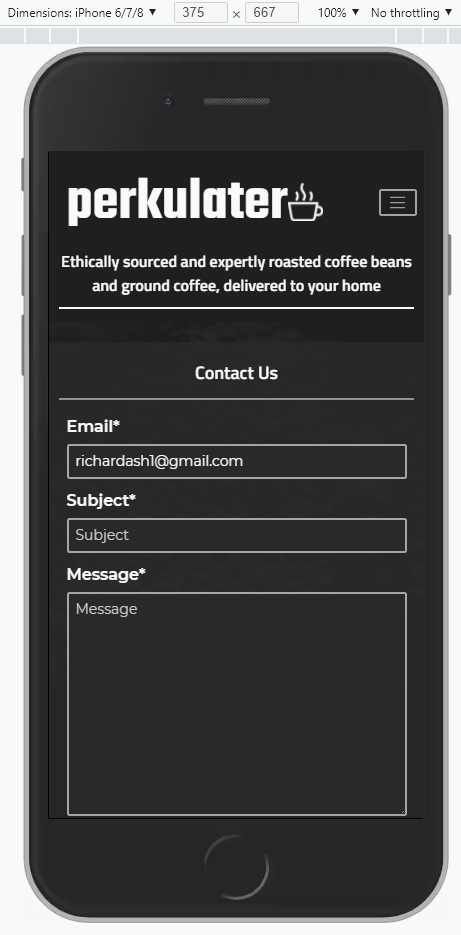 Dimensions: iPhone 6/7/8 ▼ 375 × 667 100% ▼ No throttling ▼
perkulater
Ethically sourced and expertly roasted coffee beans
and ground coffee, delivered to your home
Contact Us
Email*
richardash1@gmail.com
Subject*
Subject
Message*
Message